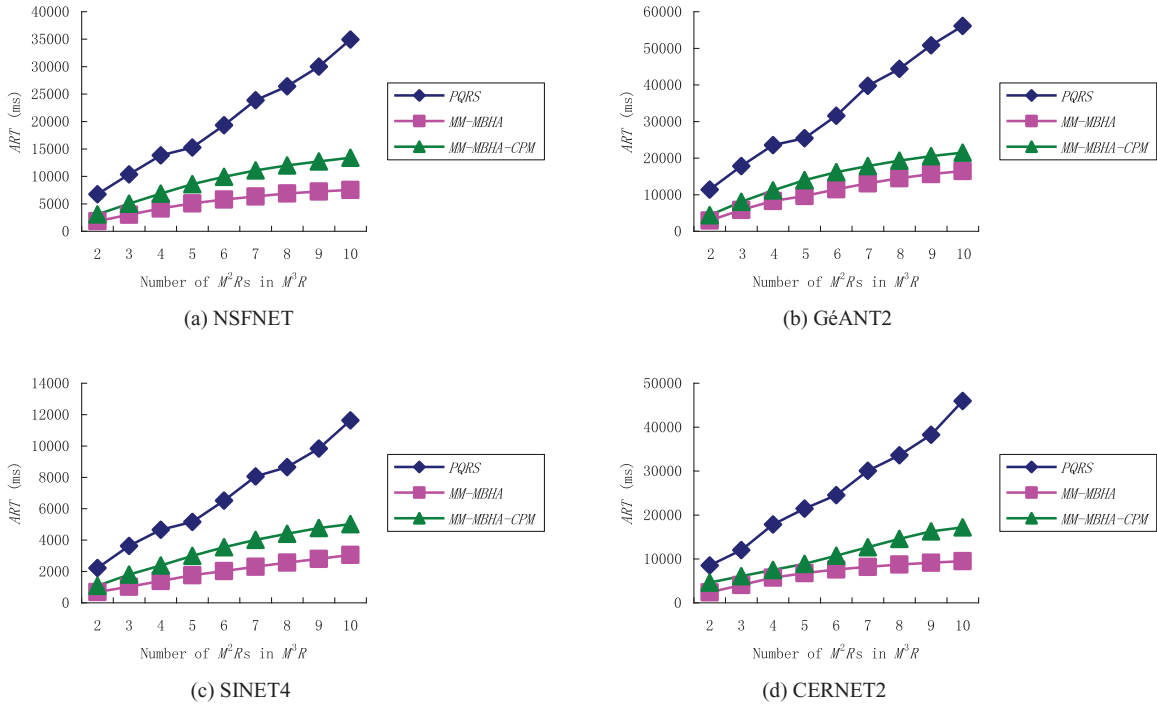 40000
35000
30000
25000
20000
15000
10000
5000
0
ART (ms)
2 3 4 5 6 7 8 9 10
Number of M²Rs in M³R
PQRS
MM-MBHA
MM-MBHA-CPM
(a) NSFNET
60000
50000
40000
30000
20000
10000
0
ART (ms)
2 3 4 5 6 7 8 9 10
Number of M²Rs in M³R
PQRS
MM-MBHA
MM-MBHA-CPM
(b) GéANT2
14000
12000
10000
8000
6000
4000
2000
0
ART (ms)
2 3 4 5 6 7 8 9 10
Number of M²Rs in M³R
PQRS
MM-MBHA
MM-MBHA-CPM
(c) SINET4
50000
40000
30000
20000
10000
0
ART (ms)
2 3 4 5 6 7 8 9 10
Number of M²Rs in M³R
PQRS
MM-MBHA
MM-MBHA-CPM
(d) CERNET2